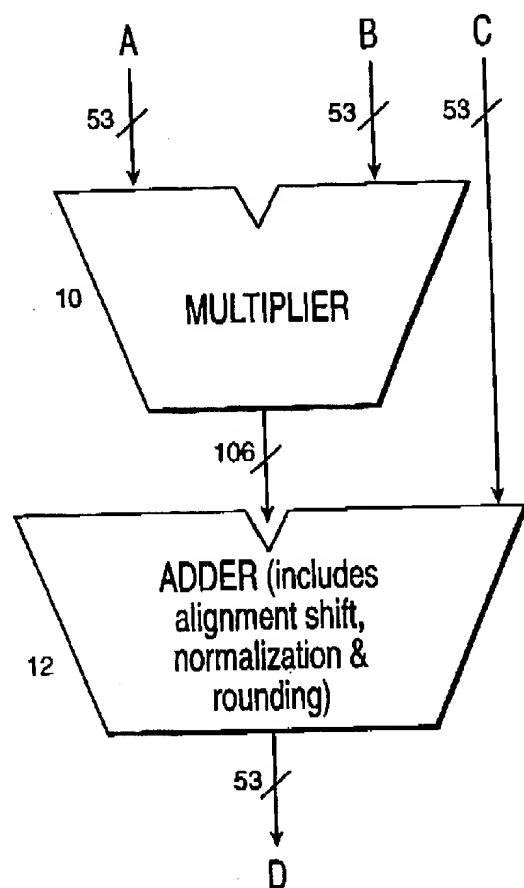 A B C
53 53 53
10
MULTIPLIER
106
ADDER (includes
alignment shift,
normalization &
rounding)
12
53
D